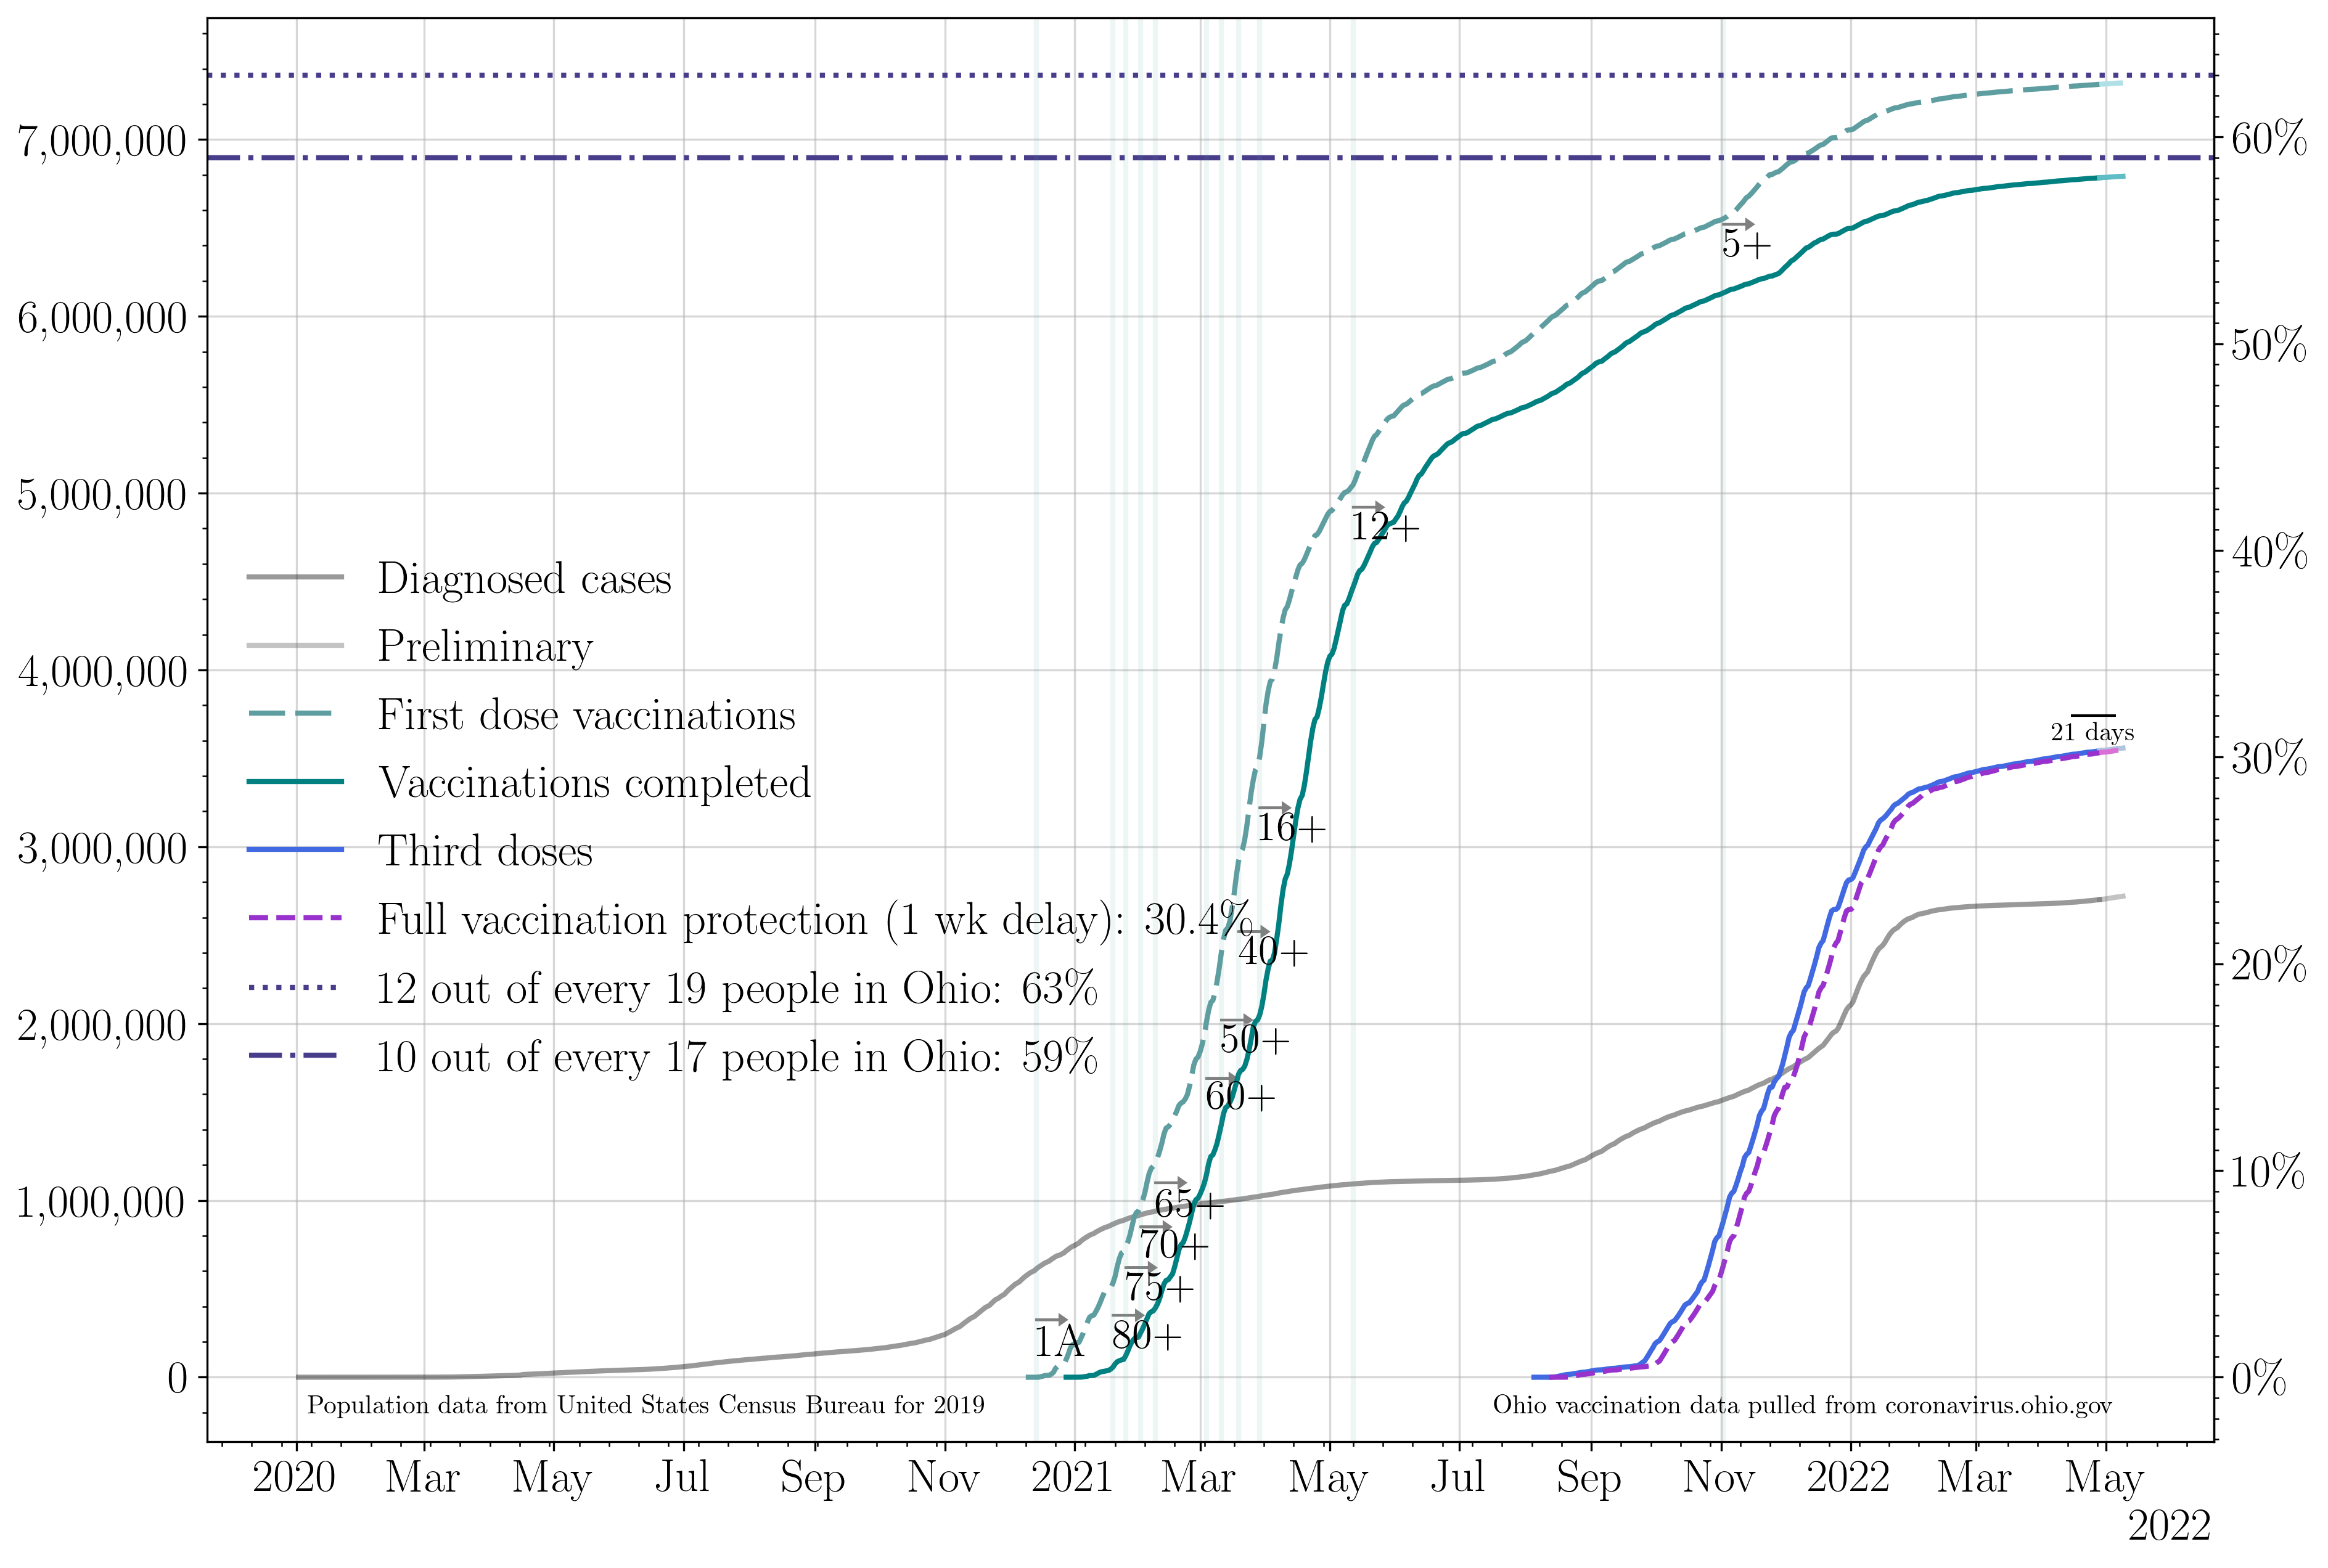 7,000,000
6,000,000
5,000,000
4,000,000
3,000,000
2,000,000
1,000,000
0
60%
50%
40%
30%
20%
10%
0%
Diagnosed cases
Preliminary
First dose vaccinations
Vaccinations completed
Third doses
Full vaccination protection (1 wk delay): 30.4%
12 out of every 19 people in Ohio: 63%
10 out of every 17 people in Ohio: 59%
5+
12+
16+
40+
50+
60+
65+
70+
75+
80+
1A
21 days
Population data from United States Census Bureau for 2019
Ohio vaccination data pulled from coronavirus.ohio.gov
2020 Mar May Jul Sep Nov 2021 Mar May Jul Sep Nov 2022 Mar May
2022